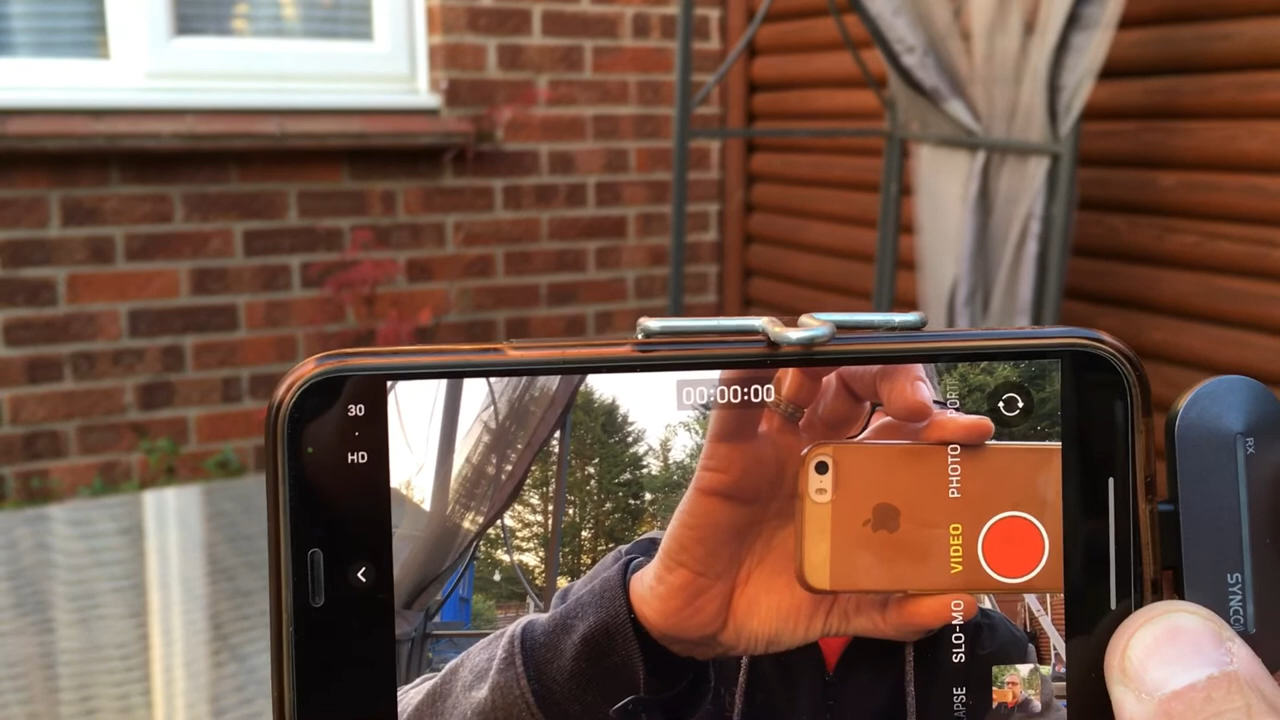 00:00:00
30
HD
PORT
PHOTO
VIDEO
SLO-MO
APSE
RX
SYNCO